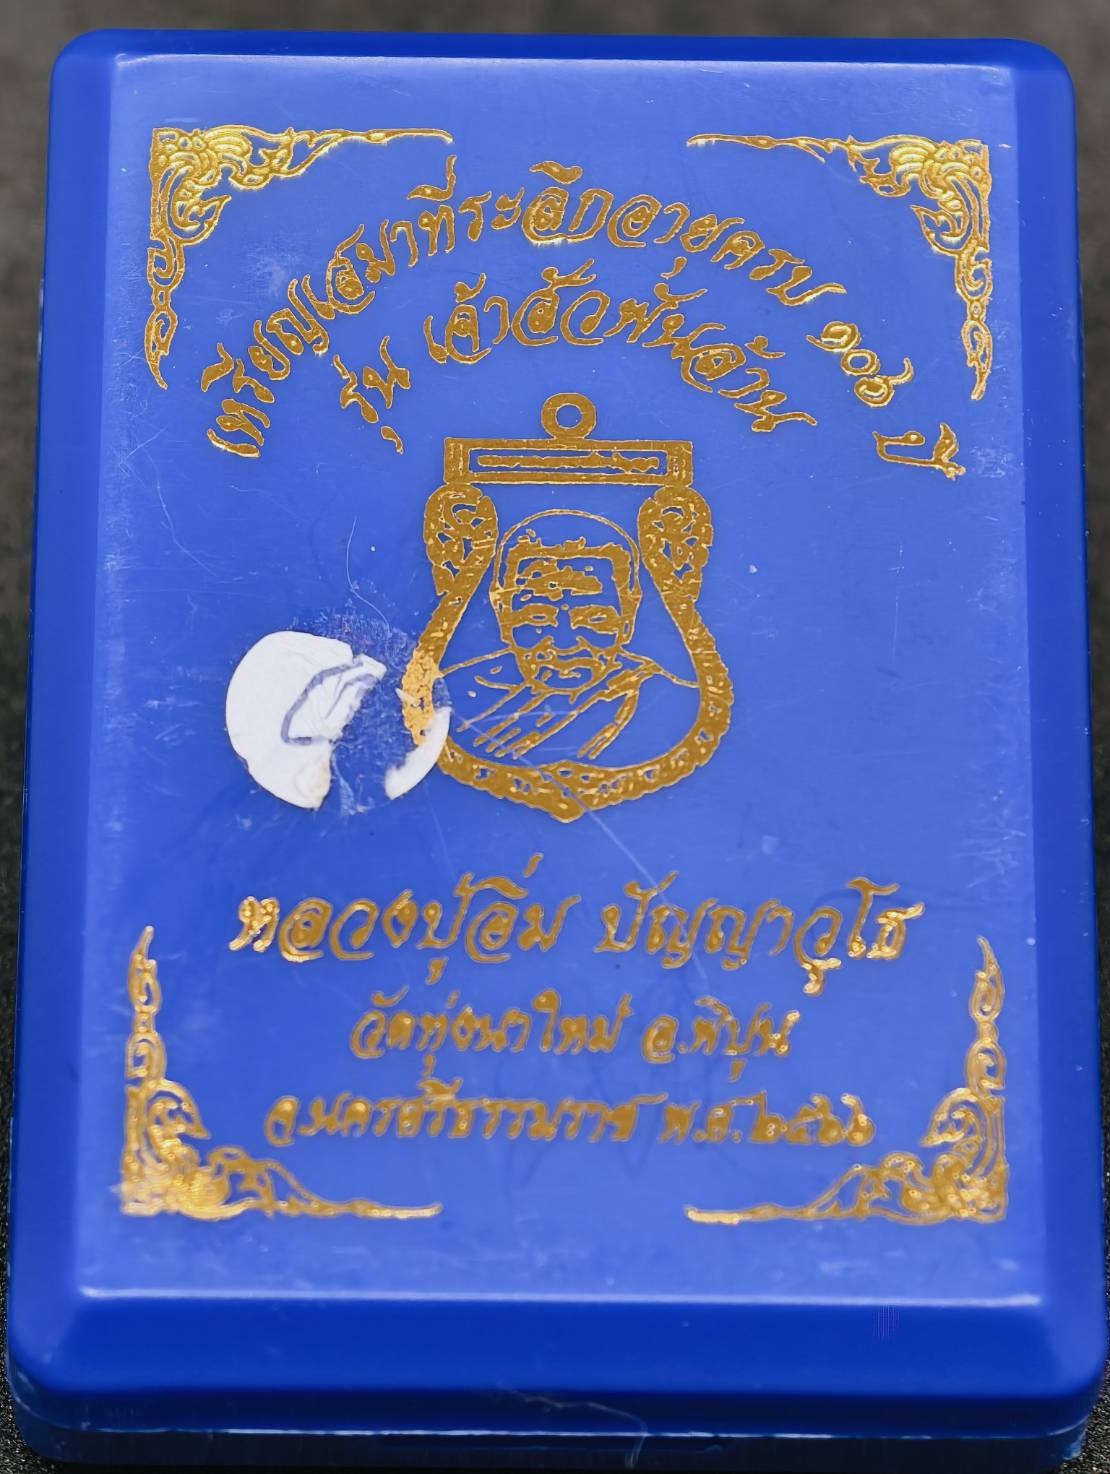 เหรียญเสมาที่ระลึกอายุครบ ๑๐๖ ปี
รุ่น เจ้าสัวพันล้าน
หลวงปู่อิ่ม ปัญญาวุโธ
วัดทุ่งนาใหม่ อ.พิปูน
จ.นครศรีธรรมราช พ.ศ.๒๕๖๖